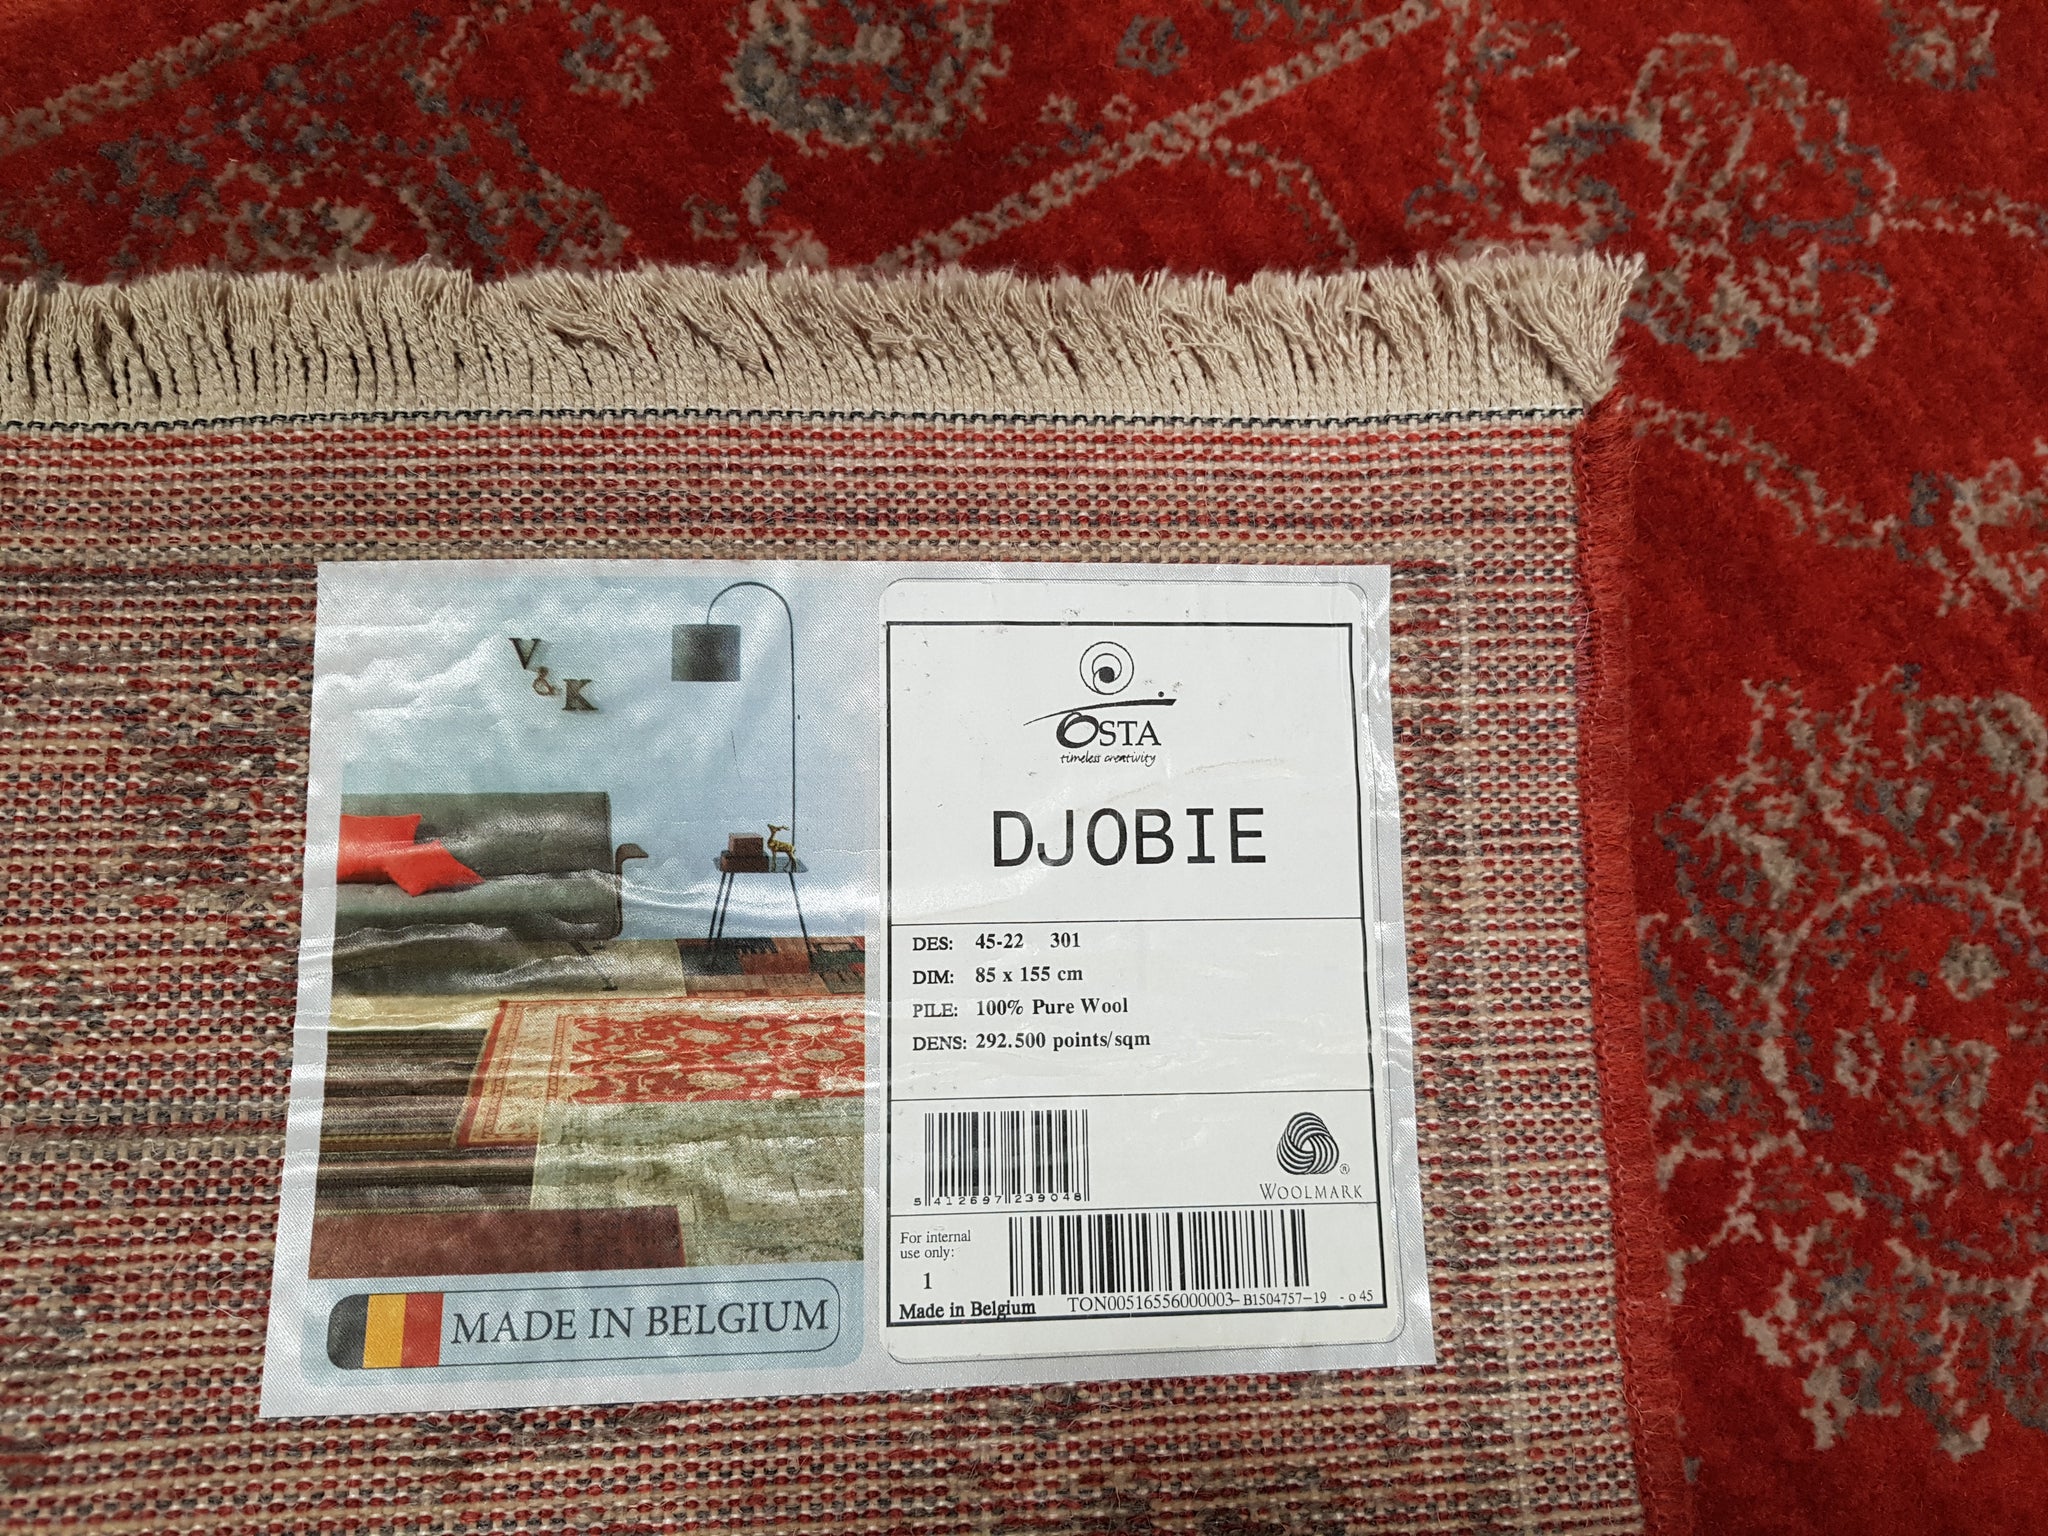 V
&
K
OSTA
timeless creativity
DJOBIE
DES: 45-22 301
DIM: 85 x 155 cm
PILE: 100% Pure Wool
DENS: 292.500 points/sqm
5 412697 239048
WOOLMARK
For internal
use only:
1
Made in Belgium TON00516556000003-B1504757-19 - o 45
MADE IN BELGIUM